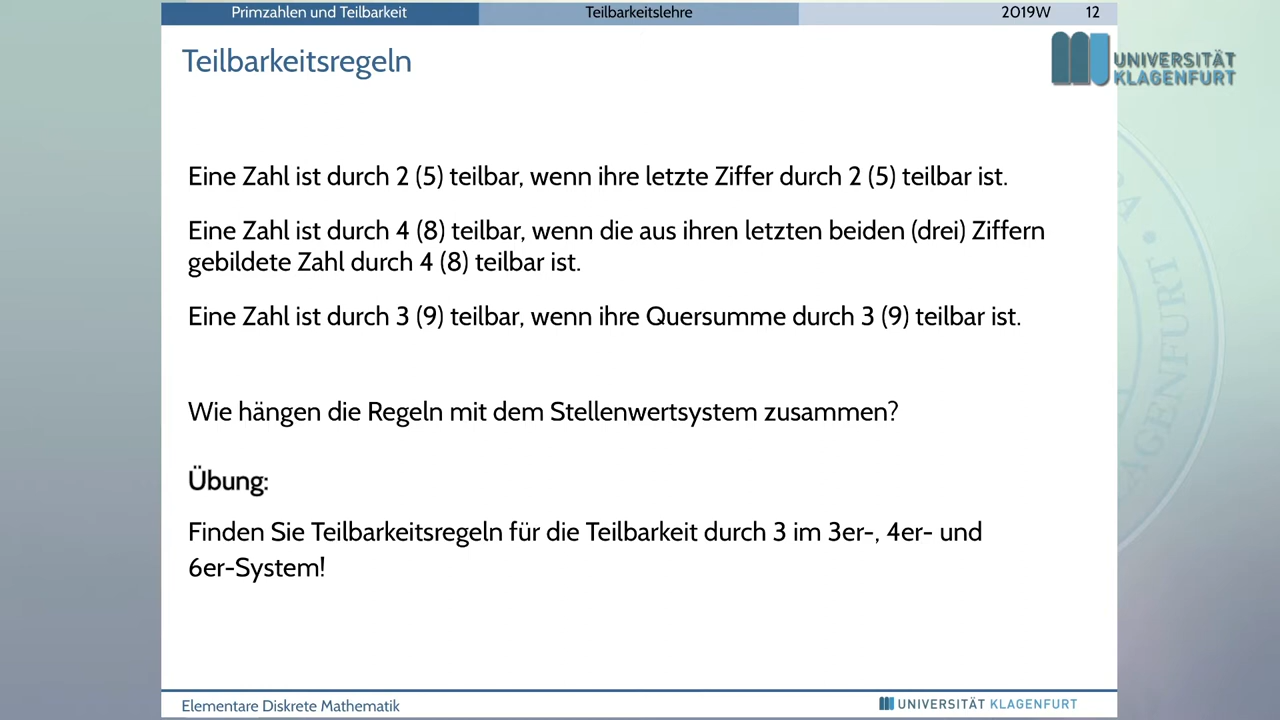 Primzahlen und Teilbarkeit Teilbarkeitslehre 2019W 12
Teilbarkeitsregeln
UNIVERSITÄT
KLAGENFURT
Eine Zahl ist durch 2 (5) teilbar, wenn ihre letzte Ziffer durch 2 (5) teilbar ist.
Eine Zahl ist durch 4 (8) teilbar, wenn die aus ihren letzten beiden (drei) Ziffern
gebildete Zahl durch 4 (8) teilbar ist.
Eine Zahl ist durch 3 (9) teilbar, wenn ihre Quersumme durch 3 (9) teilbar ist.
Wie hängen die Regeln mit dem Stellenwertsystem zusammen?
Übung:
Finden Sie Teilbarkeitsregeln für die Teilbarkeit durch 3 im 3er-, 4er- und
6er-System!
Elementare Diskrete Mathematik
UNIVERSITÄT KLAGENFURT